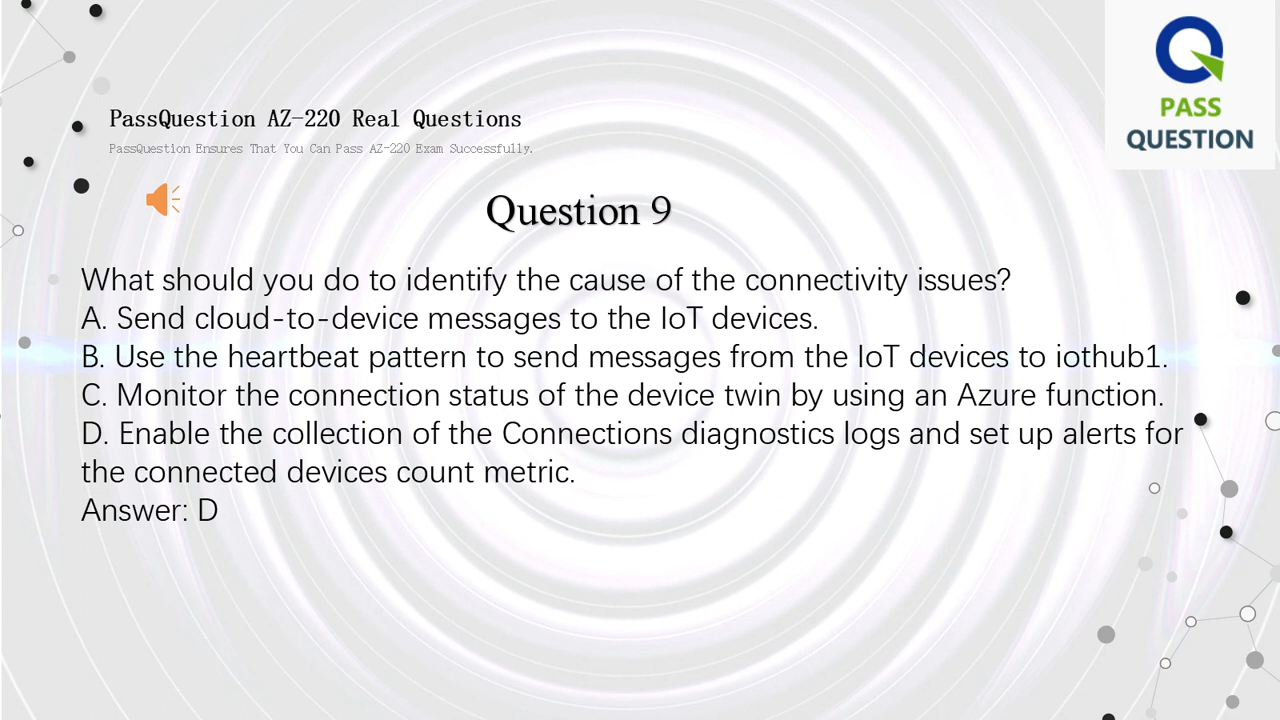 PASS
QUESTION
PassQuestion AZ-220 Real Questions
PassQuestion Ensures That You Can Pass AZ-220 Exam Successfully.
Question 9
What should you do to identify the cause of the connectivity issues?
A. Send cloud-to-device messages to the IoT devices.
B. Use the heartbeat pattern to send messages from the IoT devices to iothub1.
C. Monitor the connection status of the device twin by using an Azure function.
D. Enable the collection of the Connections diagnostics logs and set up alerts for
the connected devices count metric.
Answer: D